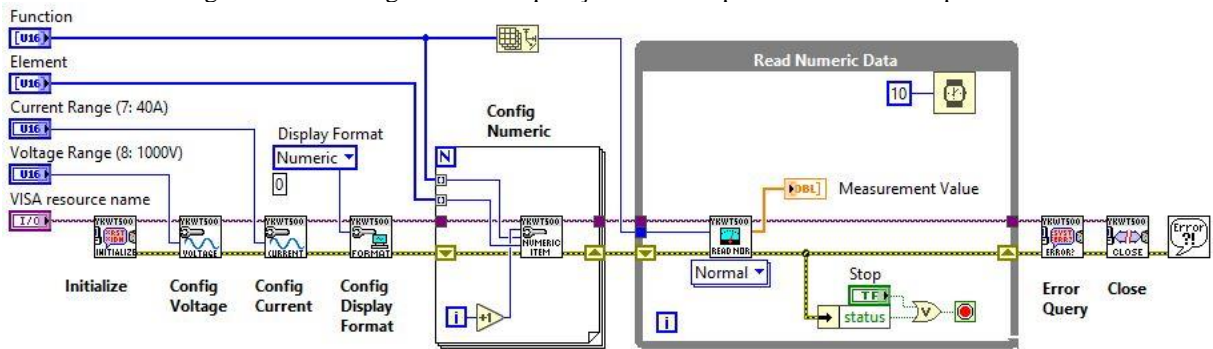 Function
[U16]
Element
[U16]
Current Range (7: 40A)
U16
Voltage Range (8: 1000V)
U16
VISA resource name
I/O
Display Format
Numeric
0
YKWT500
INITIALIZE
Initialize
YKWT500
VOLTAGE
Config
Voltage
YKWT500
CURRENT
Config
Current
YKWT500
FORMAT
Config
Display
Format
Config
Numeric
N
YKWT500
NUMERIC
ITEM
i
+1
Read Numeric Data
10
[DBL]
Measurement Value
YKWT500
READ NOR
Normal
Stop
TF
status
i
YKWT500
ERROR?
Error
Query
YKWT500
CLOSE
Close
Error
?!